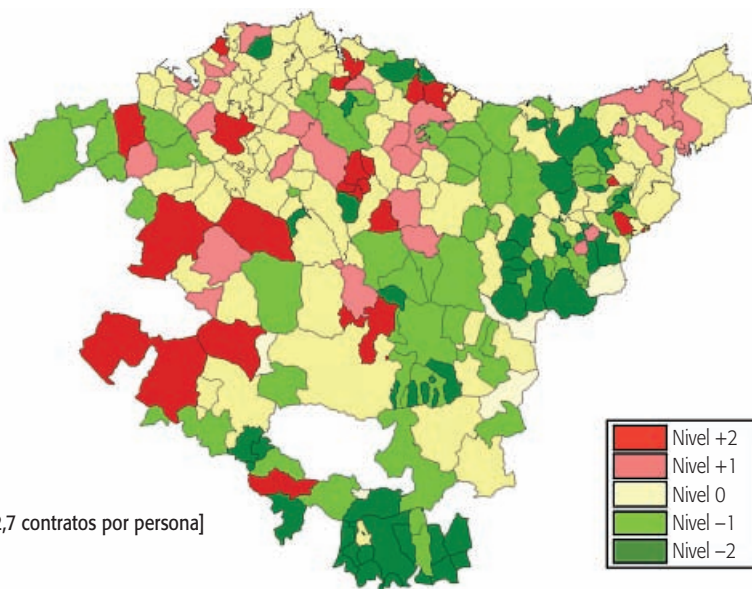 2,7 contratos por persona]
Nivel +2
Nivel +1
Nivel 0
Nivel –1
Nivel –2